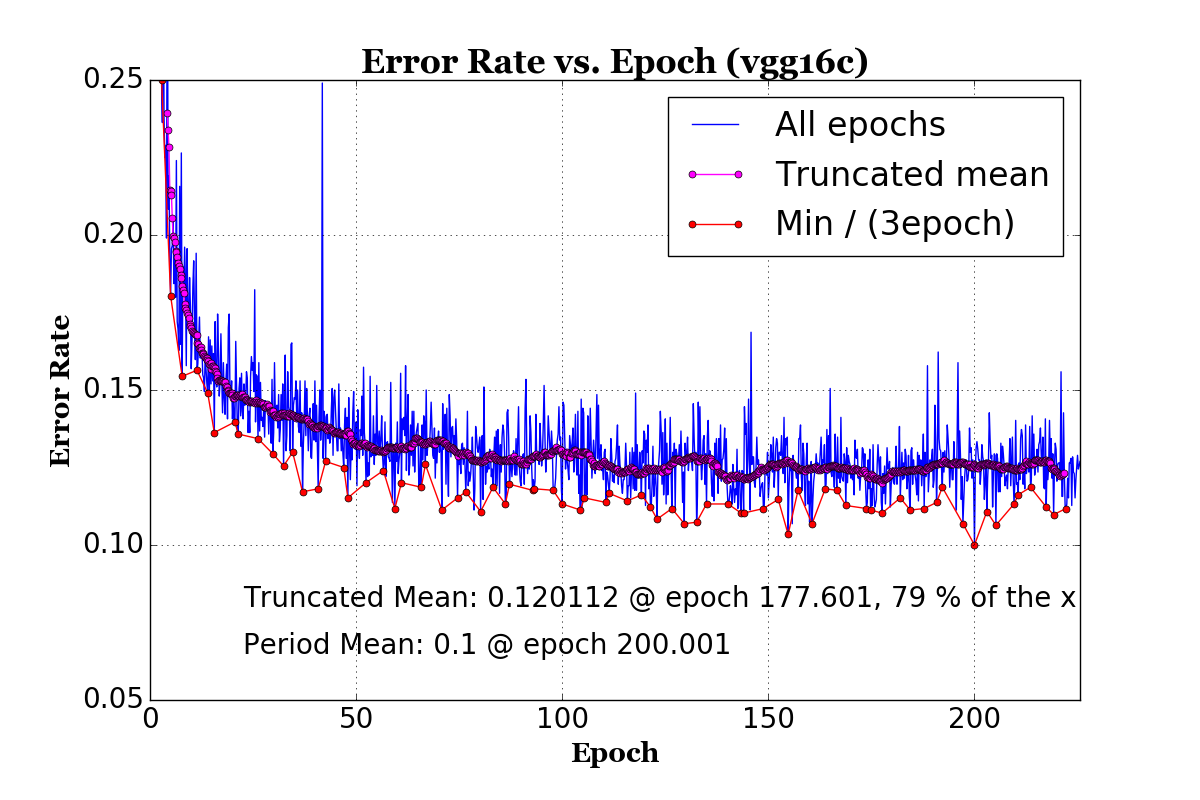 Error Rate vs. Epoch (vgg16c)
0.25
0.20
0.15
0.10
0.05
Error Rate
All epochs
Truncated mean
Min / (3epoch)
Truncated Mean: 0.120112 @ epoch 177.601, 79 % of the x
Period Mean: 0.1 @ epoch 200.001
0 50 100 150 200
Epoch